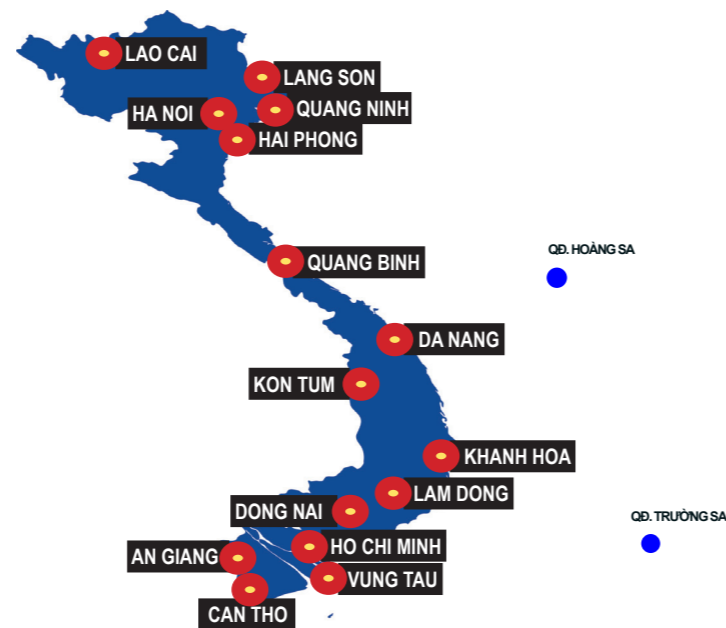 LAO CAI
LANG SON
HA NOI
QUANG NINH
HAI PHONG
QĐ. HOÀNG SA
QUANG BINH
DA NANG
KON TUM
KHANH HOA
LAM DONG
DONG NAI
QĐ. TRƯỜNG SA
HO CHI MINH
AN GIANG
VUNG TAU
CAN THO